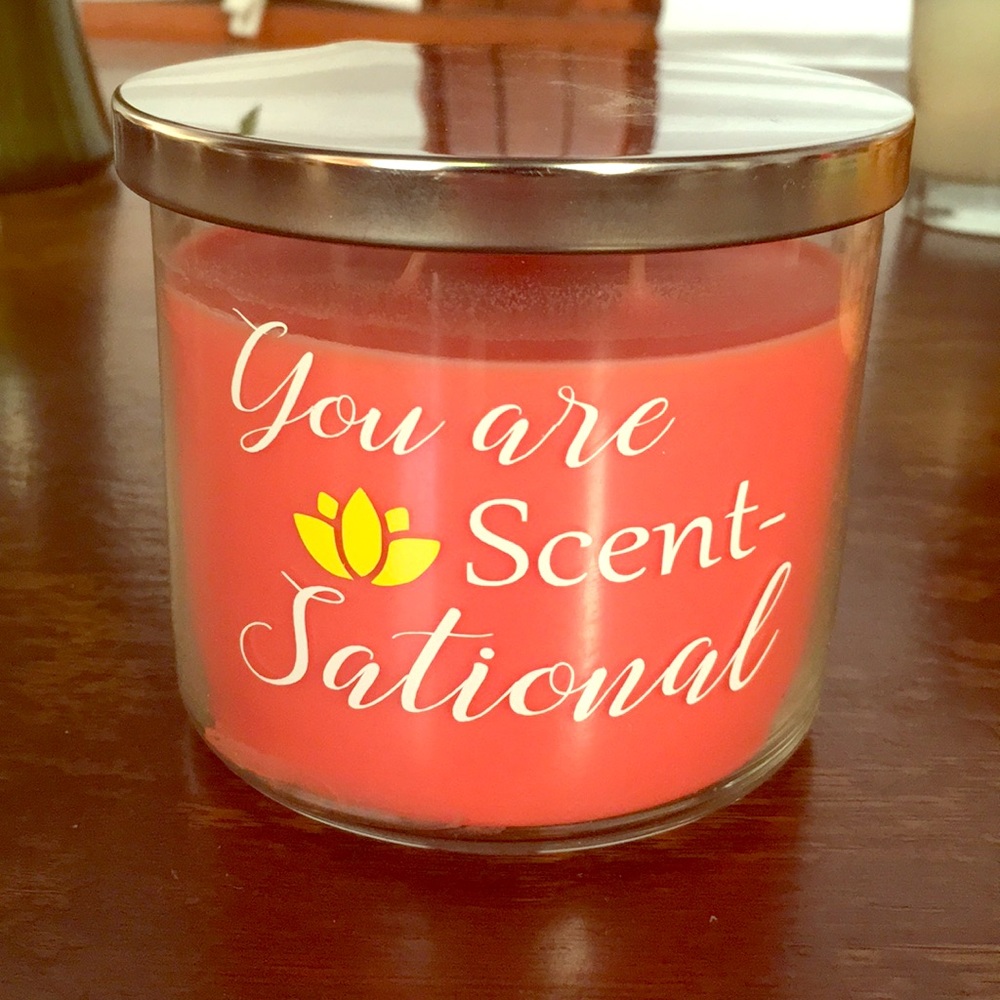 You are
Scent-
Sational